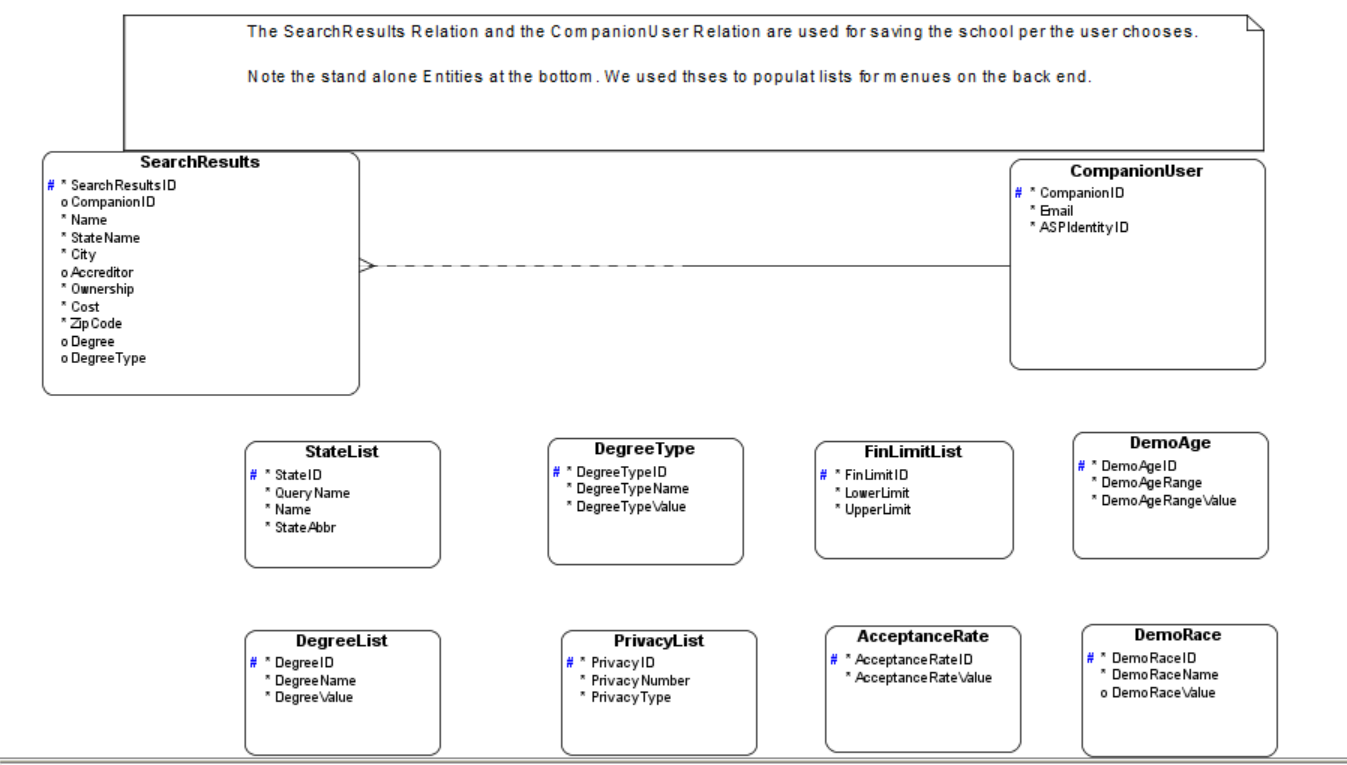 The SearchResults Relation and the CompanionUser Relation are used for saving the school per the user chooses.
Note the stand alone Entities at the bottom. We used thses to populat lists for menues on the back end.
SearchResults
# * SearchResultsID
o CompanionID
* Name
* StateName
* City
o Accreditor
* Ownership
* Cost
* ZipCode
o Degree
o DegreeType
CompanionUser
# * CompanionID
* Email
* ASPIdentityID
StateList
# * StateID
* QueryName
* Name
* StateAbbr
DegreeType
# * DegreeTypeID
* DegreeTypeName
* DegreeTypeValue
FinLimitList
# * FinLimitID
* LowerLimit
* UpperLimit
DemoAge
# * DemoAgeID
* DemoAgeRange
* DemoAgeRangeValue
DegreeList
# * DegreeID
* DegreeName
* DegreeValue
PrivacyList
# * PrivacyID
* PrivacyNumber
* PrivacyType
AcceptanceRate
# * AcceptanceRateID
* AcceptanceRateValue
DemoRace
# * DemoRaceID
* DemoRaceName
o DemoRaceValue